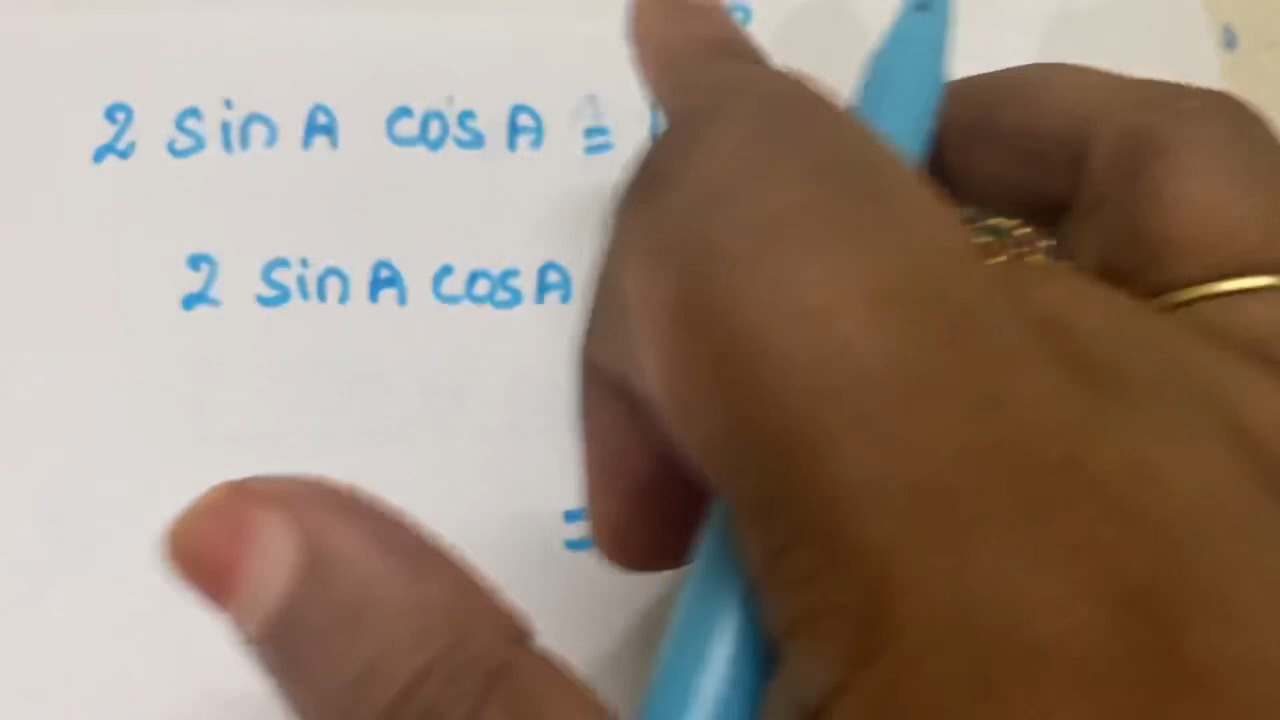 2 sin A cos A =
2 sin A cos A
=